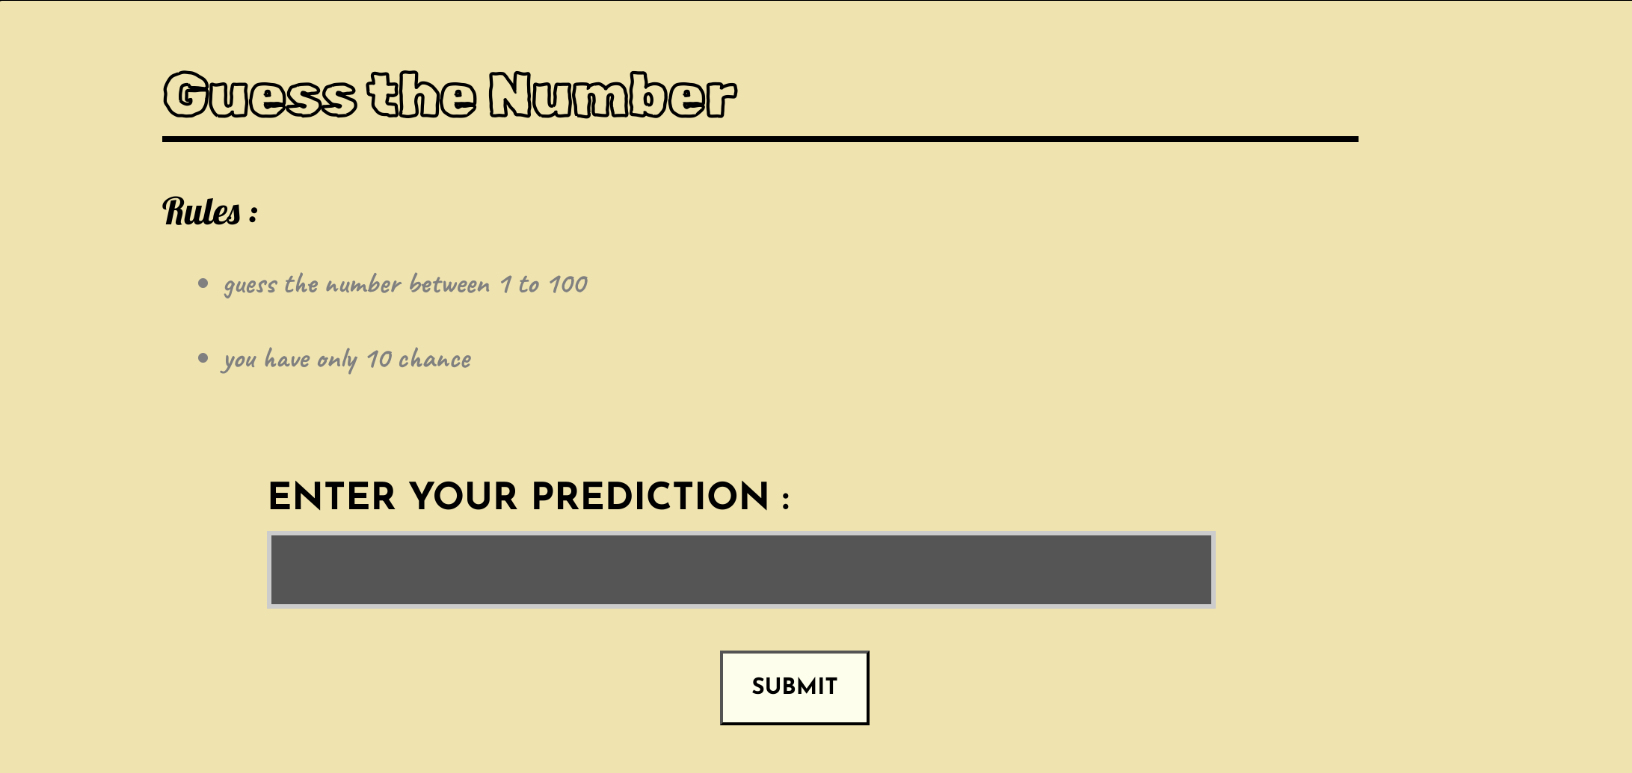 Guess the Number
Rules :
guess the number between 1 to 100
you have only 10 chance
ENTER YOUR PREDICTION :
SUBMIT